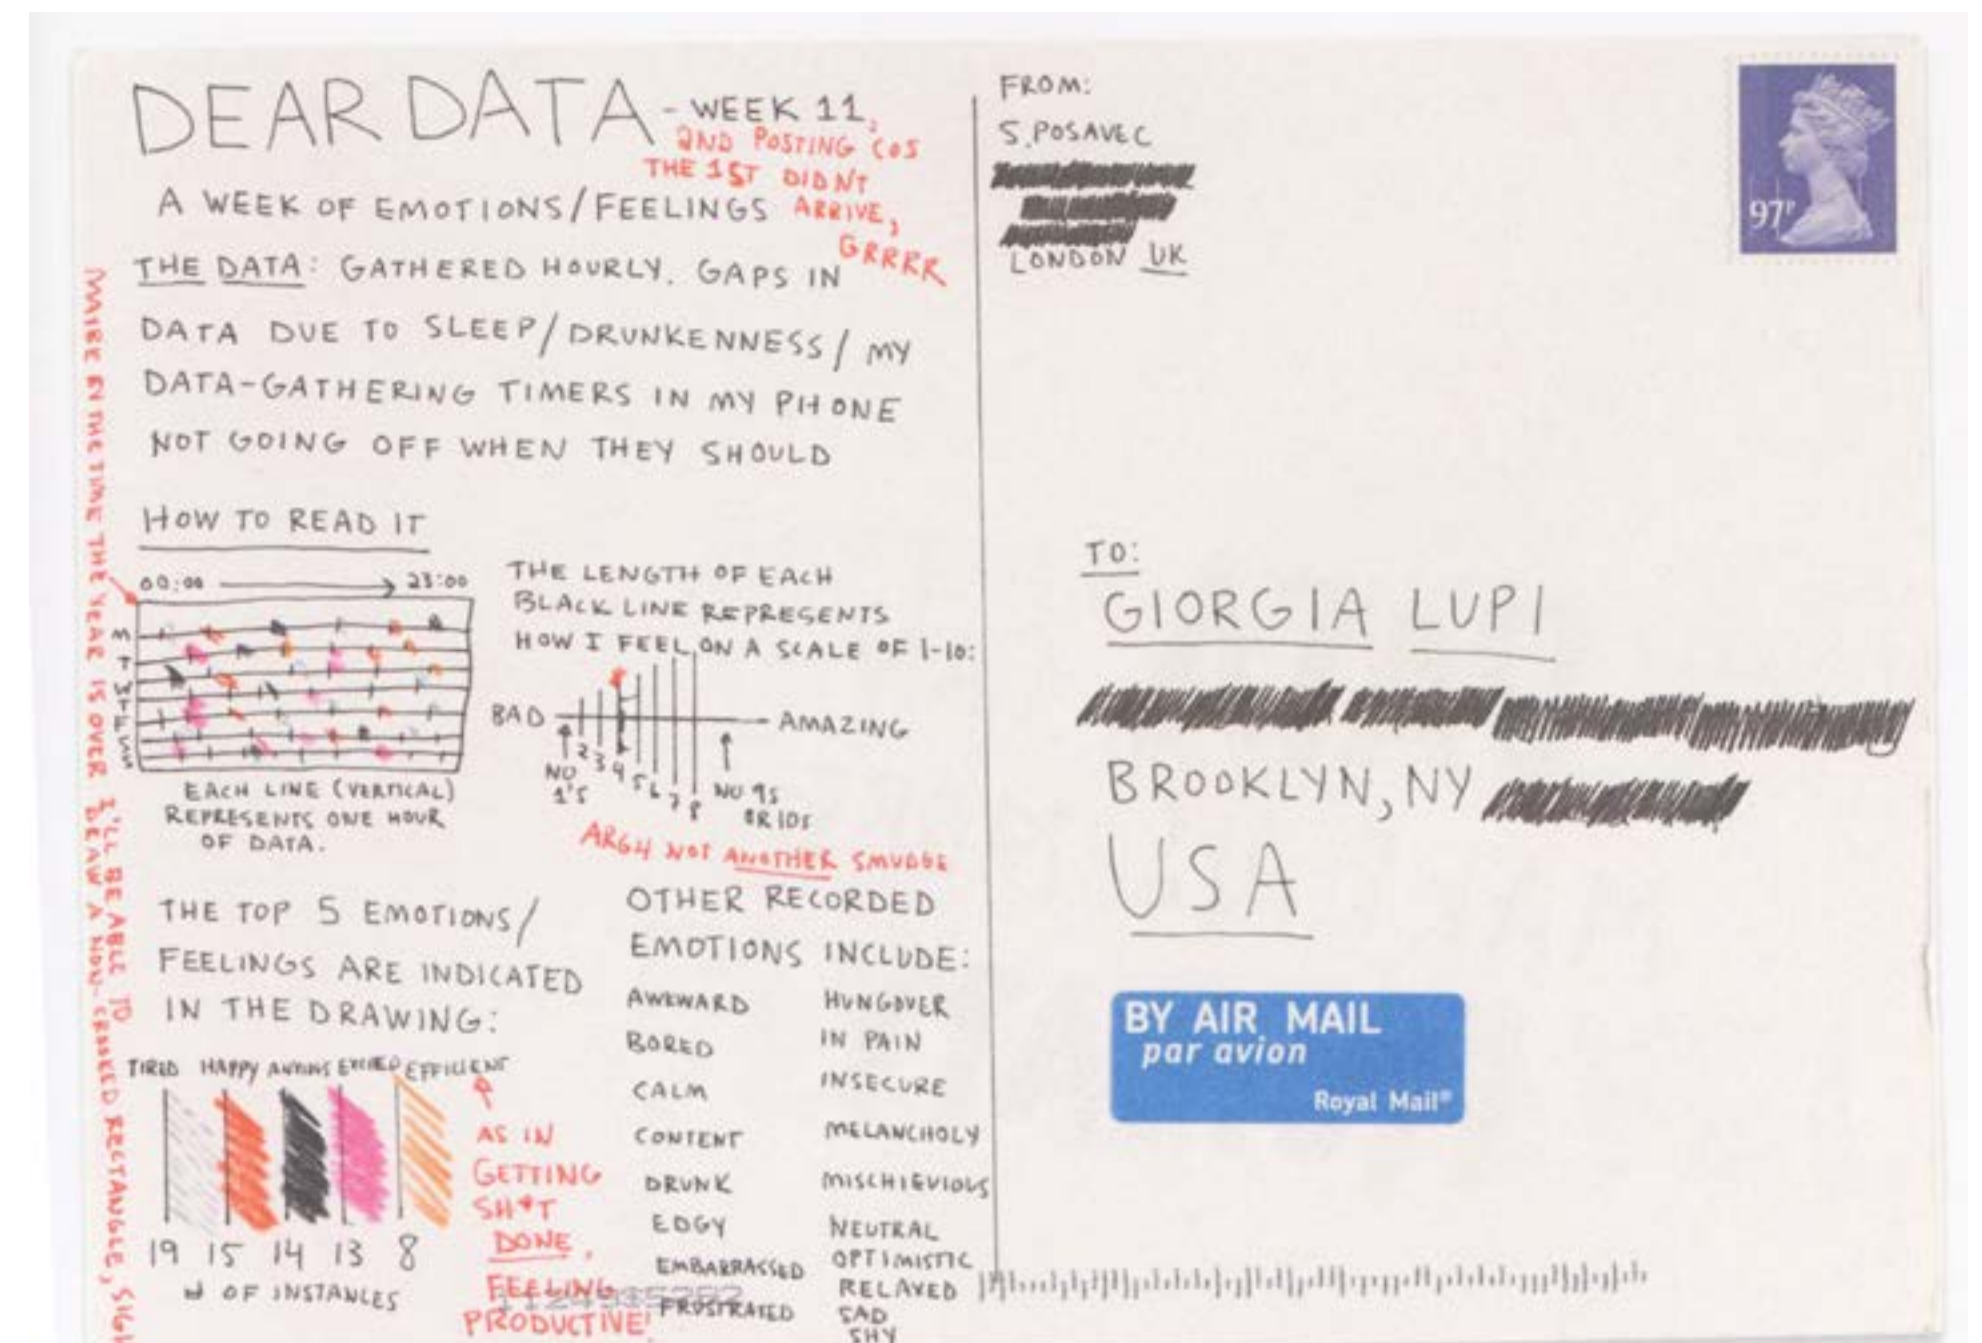 DEAR DATA - WEEK 11,
2ND POSTING COS
THE 1ST DIDNT
ARRIVE,
GRRRR
A WEEK OF EMOTIONS/FEELINGS
THE DATA: GATHERED HOURLY. GAPS IN
DATA DUE TO SLEEP/DRUNKENNESS/MY
DATA-GATHERING TIMERS IN MY PHONE
NOT GOING OFF WHEN THEY SHOULD
HOW TO READ IT
00:00 23:00
M
T
W
T
F
S
S
EACH LINE (VERTICAL)
REPRESENTS ONE HOUR
OF DATA.
THE LENGTH OF EACH
BLACK LINE REPRESENTS
HOW I FEEL ON A SCALE OF 1-10:
BAD AMAZING
NO 1'S
2 3 4 5 6 7 8
NO 9S
OR 10S
ARGH NOT ANOTHER SMUDGE
THE TOP 5 EMOTIONS/
FEELINGS ARE INDICATED
IN THE DRAWING:
TIRED HAPPY ANXIOUS EXCITED EFFICIENT
19 15 14 13 8
# OF INSTANCES
AS IN
GETTING
SH*T
DONE,
FEELING
PRODUCTIVE!
OTHER RECORDED
EMOTIONS INCLUDE:
AWKWARD
BORED
CALM
CONTENT
DRUNK
EDGY
EMBARRASSED
FRUSTRATED
HUNGOVER
IN PAIN
INSECURE
MELANCHOLY
MISCHIEVIOUS
NEUTRAL
OPTIMISTIC
RELAXED
SAD
SHY
MAYBE BY THE TIME THE YEAR IS OVER I'LL BE ABLE TO
DRAW A NON-CROOKED RECTANGLE, SIGH
FROM:
S. POSAVEC
LONDON UK
97P
TO:
GIORGIA LUPI
BROOKLYN, NY
USA
BY AIR MAIL
par avion
Royal Mail®